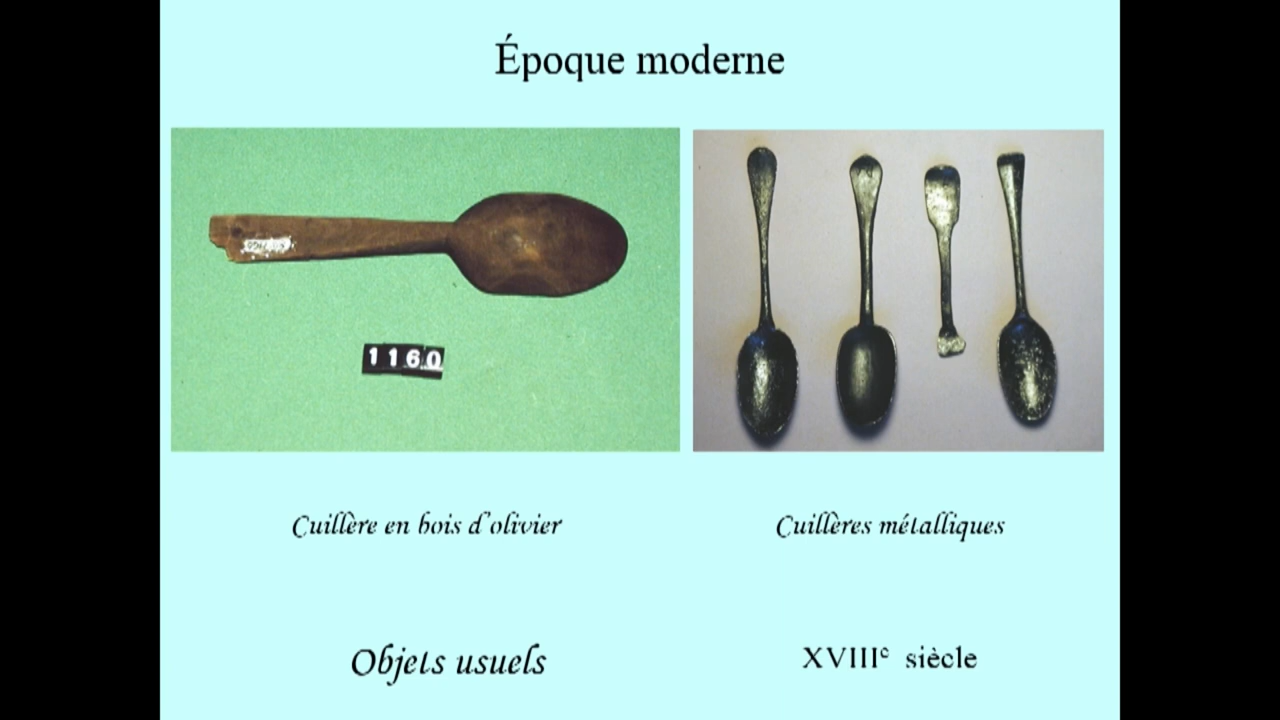 Époque moderne
1160
Cuillère en bois d'olivier
Cuillères métalliques
Objets usuels
XVIIIe siècle